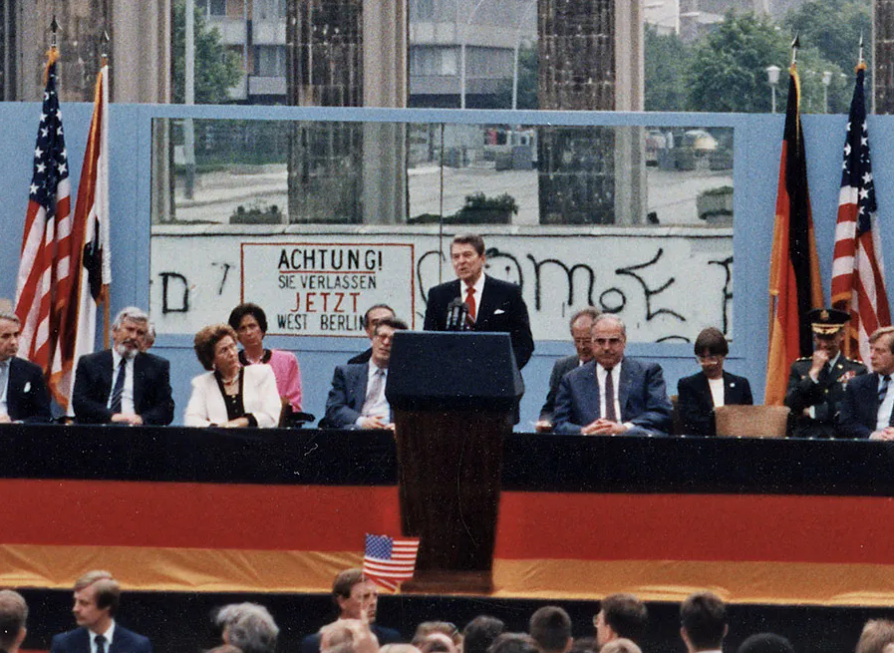 ACHTUNG!
SIE VERLASSEN
JETZT
WEST BERLIN